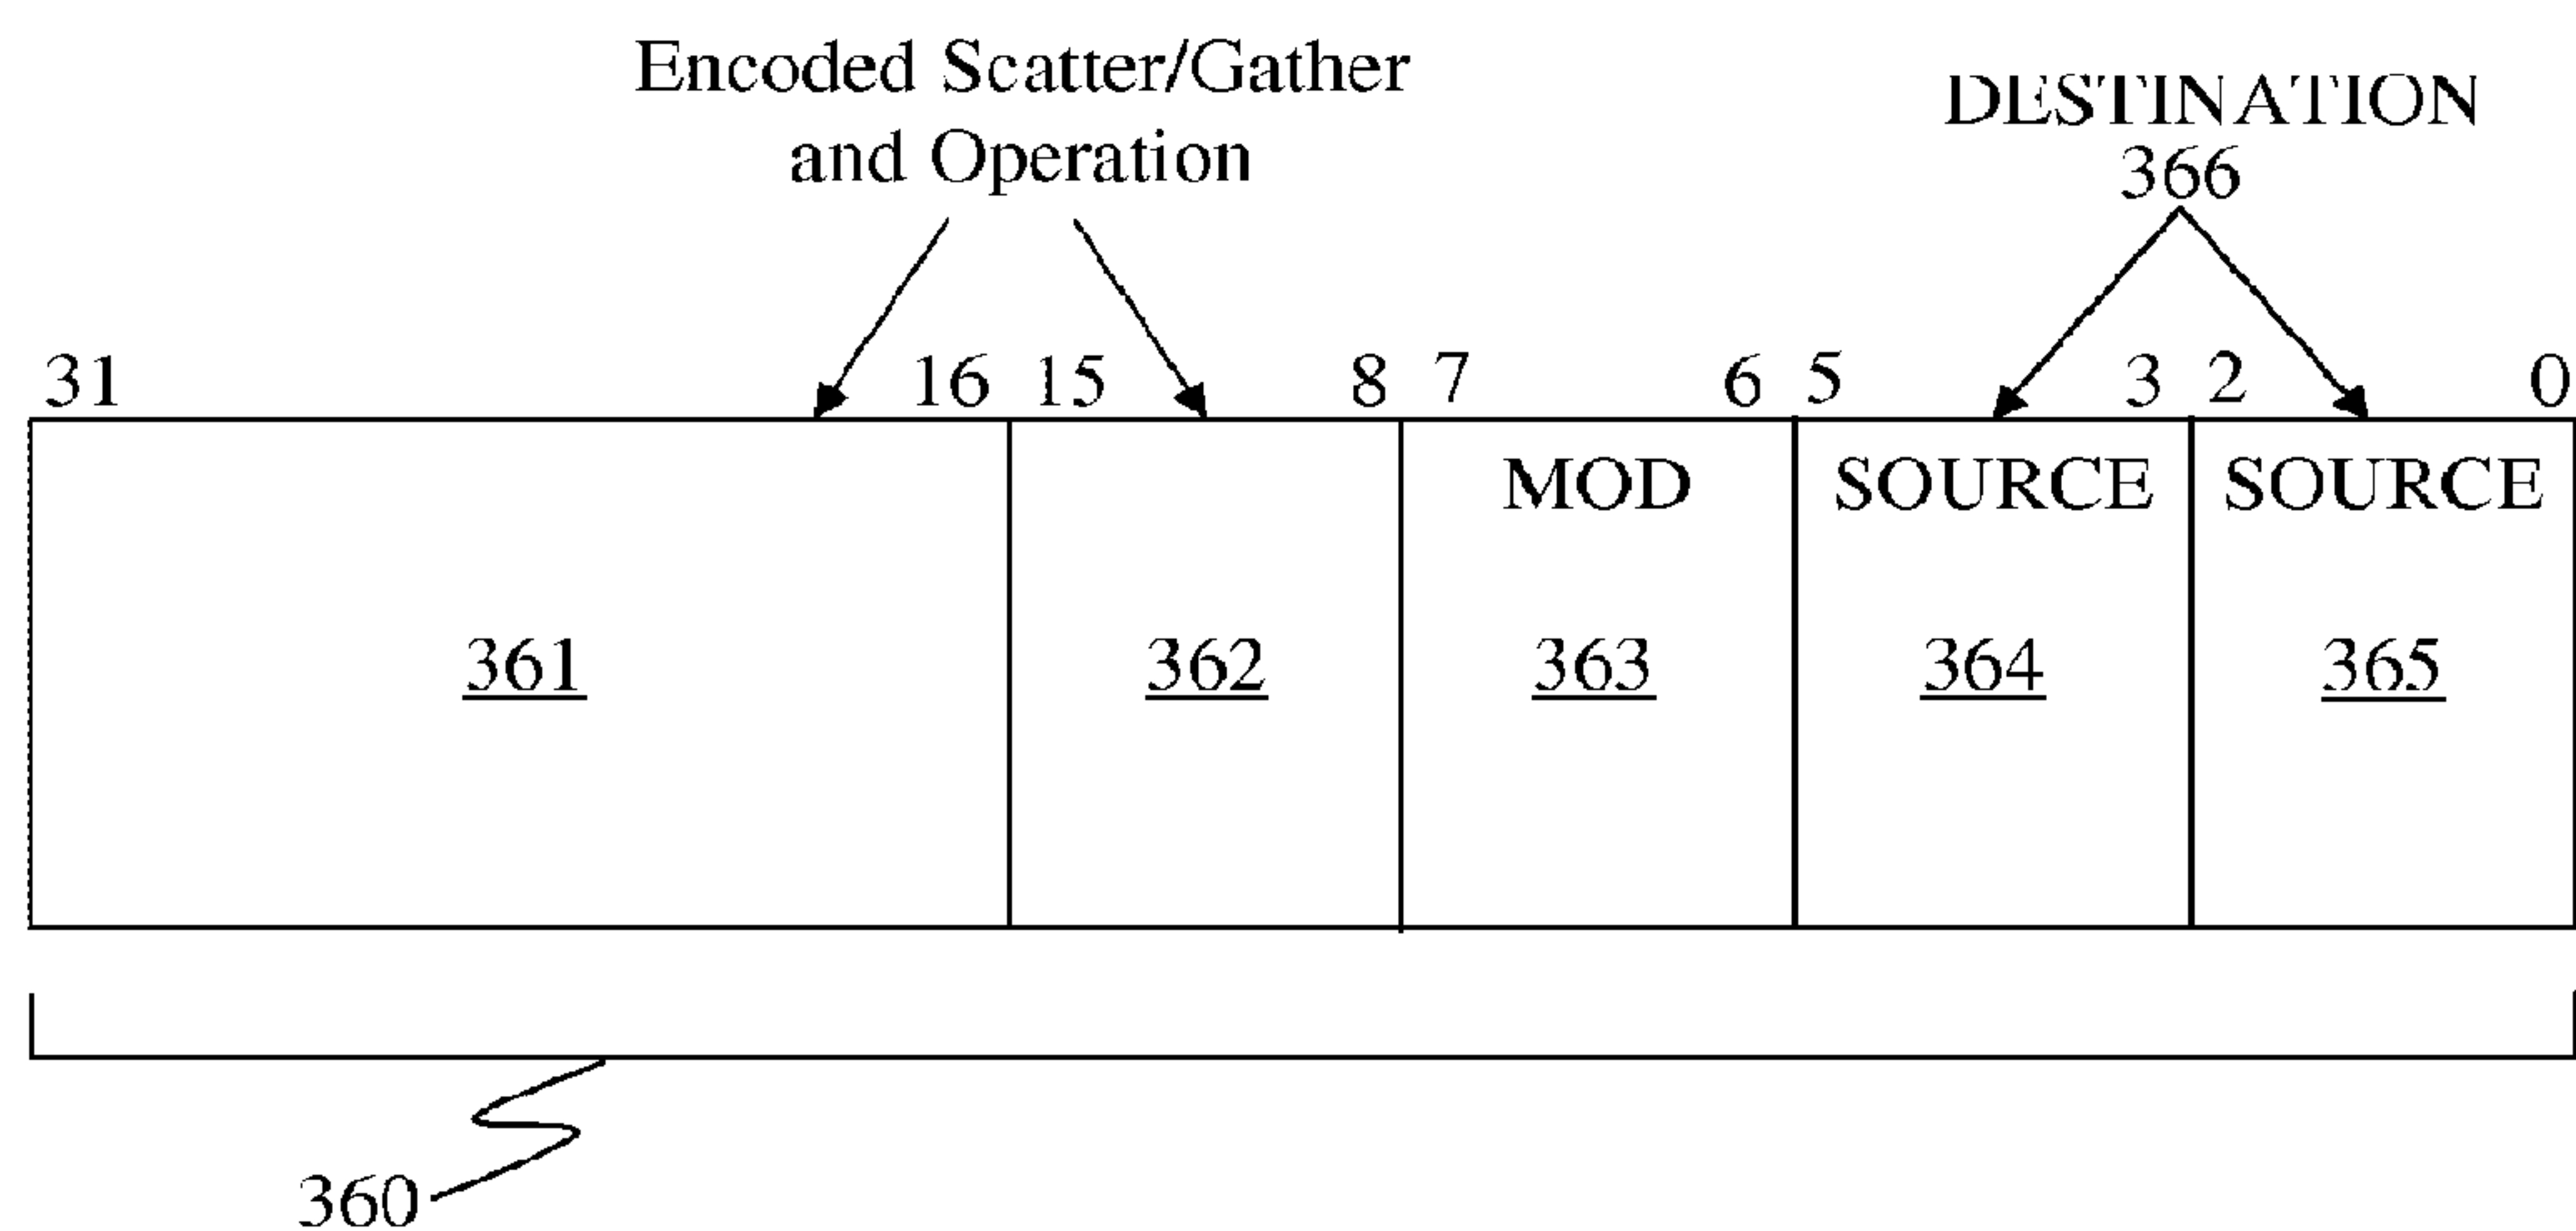 Encoded Scatter/Gather
and Operation
DESTINATION
366
31 16 15 8 7 6 5 3 2 0
MOD SOURCE SOURCE
361 362 363 364 365
360